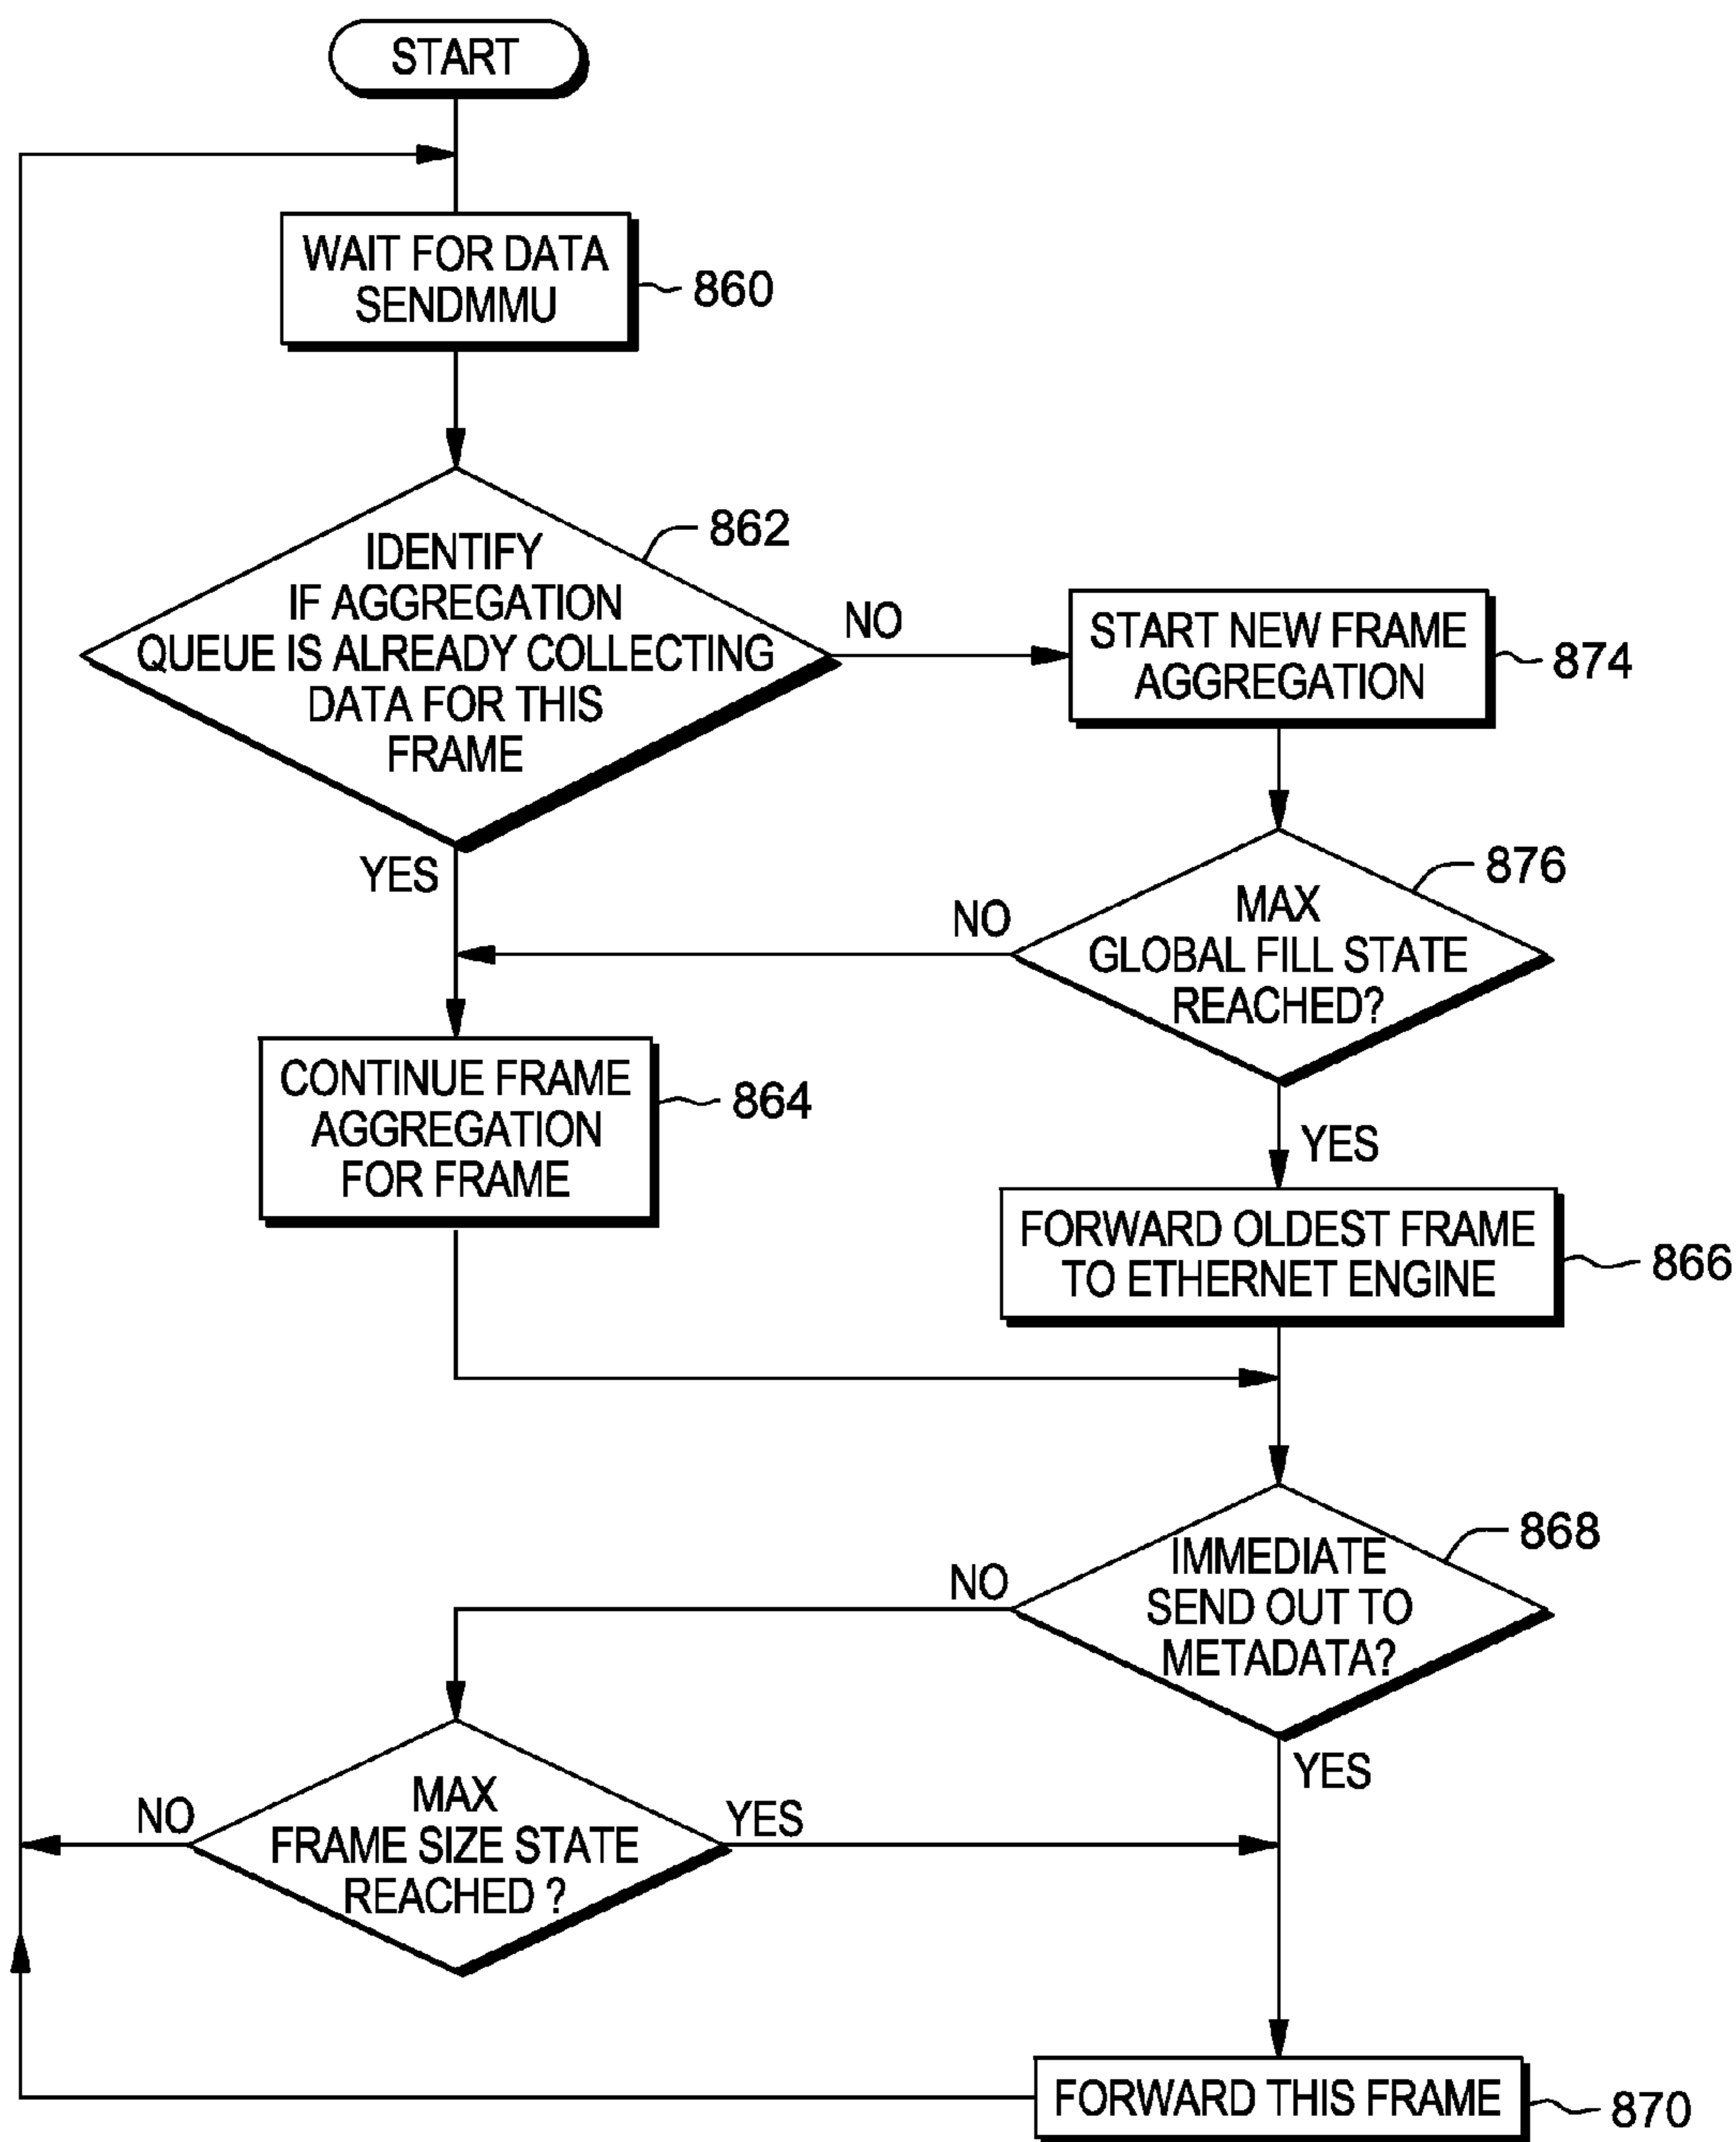 START
WAIT FOR DATA
SENDMMU
860
IDENTIFY
IF AGGREGATION
QUEUE IS ALREADY COLLECTING
DATA FOR THIS
FRAME
862
NO
START NEW FRAME
AGGREGATION
874
YES
MAX
GLOBAL FILL STATE
REACHED?
876
NO
CONTINUE FRAME
AGGREGATION
FOR FRAME
864
YES
FORWARD OLDEST FRAME
TO ETHERNET ENGINE
866
IMMEDIATE
SEND OUT TO
METADATA?
868
NO
YES
MAX
FRAME SIZE STATE
REACHED ?
NO
YES
FORWARD THIS FRAME
870